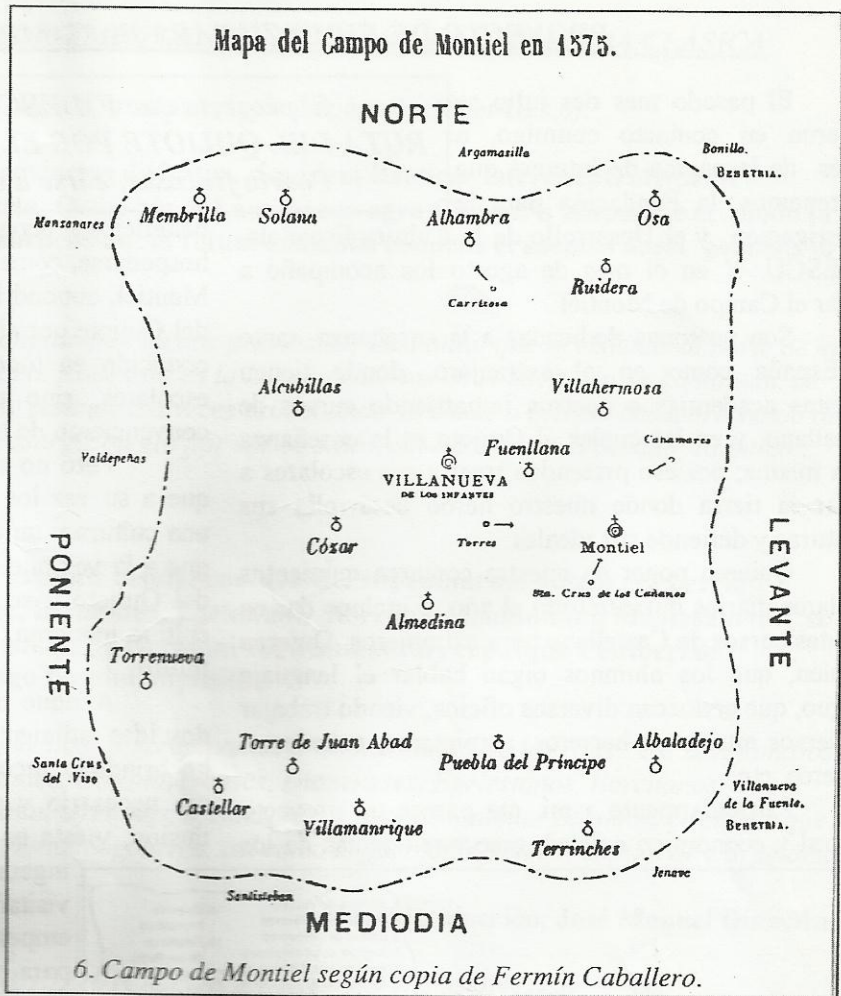 Mapa del Campo de Montiel en 1575.
NORTE
Argamasilla
Bonillo.
BEHETRIA.
Manzanares
Membrilla
Solana
Alhambra
Osa
Carrizosa
Ruidera
Alcubillas
Villahermosa
Valdepeñas
Fuenllana
Cañamares
VILLANUEVA
DE LOS INFANTES
PONIENTE
LEVANTE
Cózar
Torres
Montiel
Sta. Cruz de los Cáñanos
Almedina
Torrenueva
Torre de Juan Abad
Puebla del Príncipe
Albaladejo
Santa Cruz
del Viso
Castellar
Villamanrique
Terrinches
Villanueva
de la Fuente.
BEHETRIA.
Santisteban
Jenave
MEDIODIA
6. Campo de Montiel según copia de Fermín Caballero.